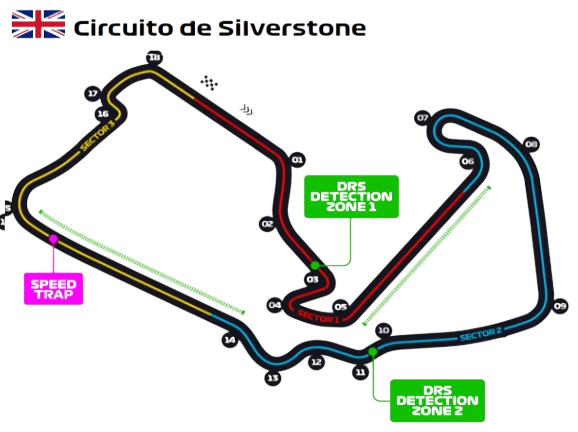 Circuito de Silverstone
18
17
16
SECTOR 3
01
07
08
06
DRS
DETECTION
ZONE 1
02
03
SPEED
TRAP
04
05
SECTOR 1
09
10
SECTOR 2
14
12
11
13
DRS
DETECTION
ZONE 2